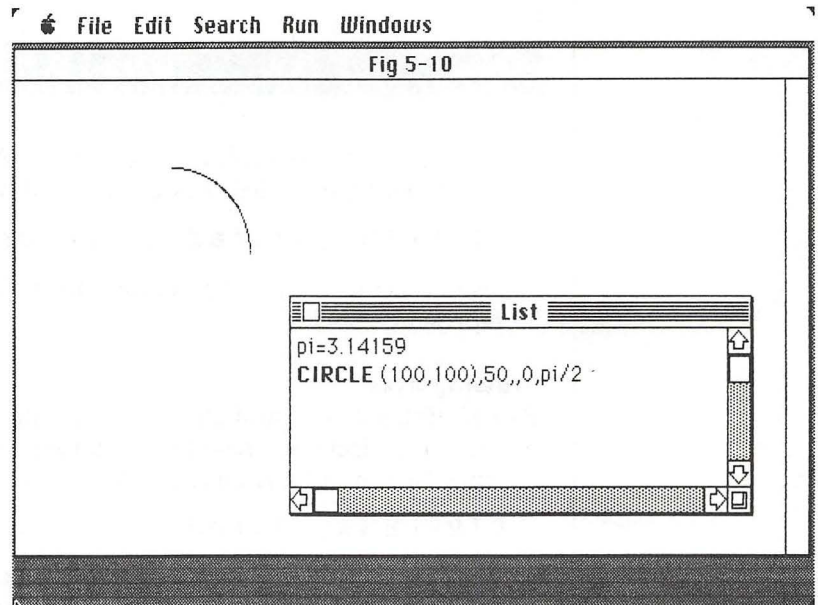 File Edit Search Run Windows
Fig 5-10
List
pi=3.14159
CIRCLE (100,100),50,,0,pi/2